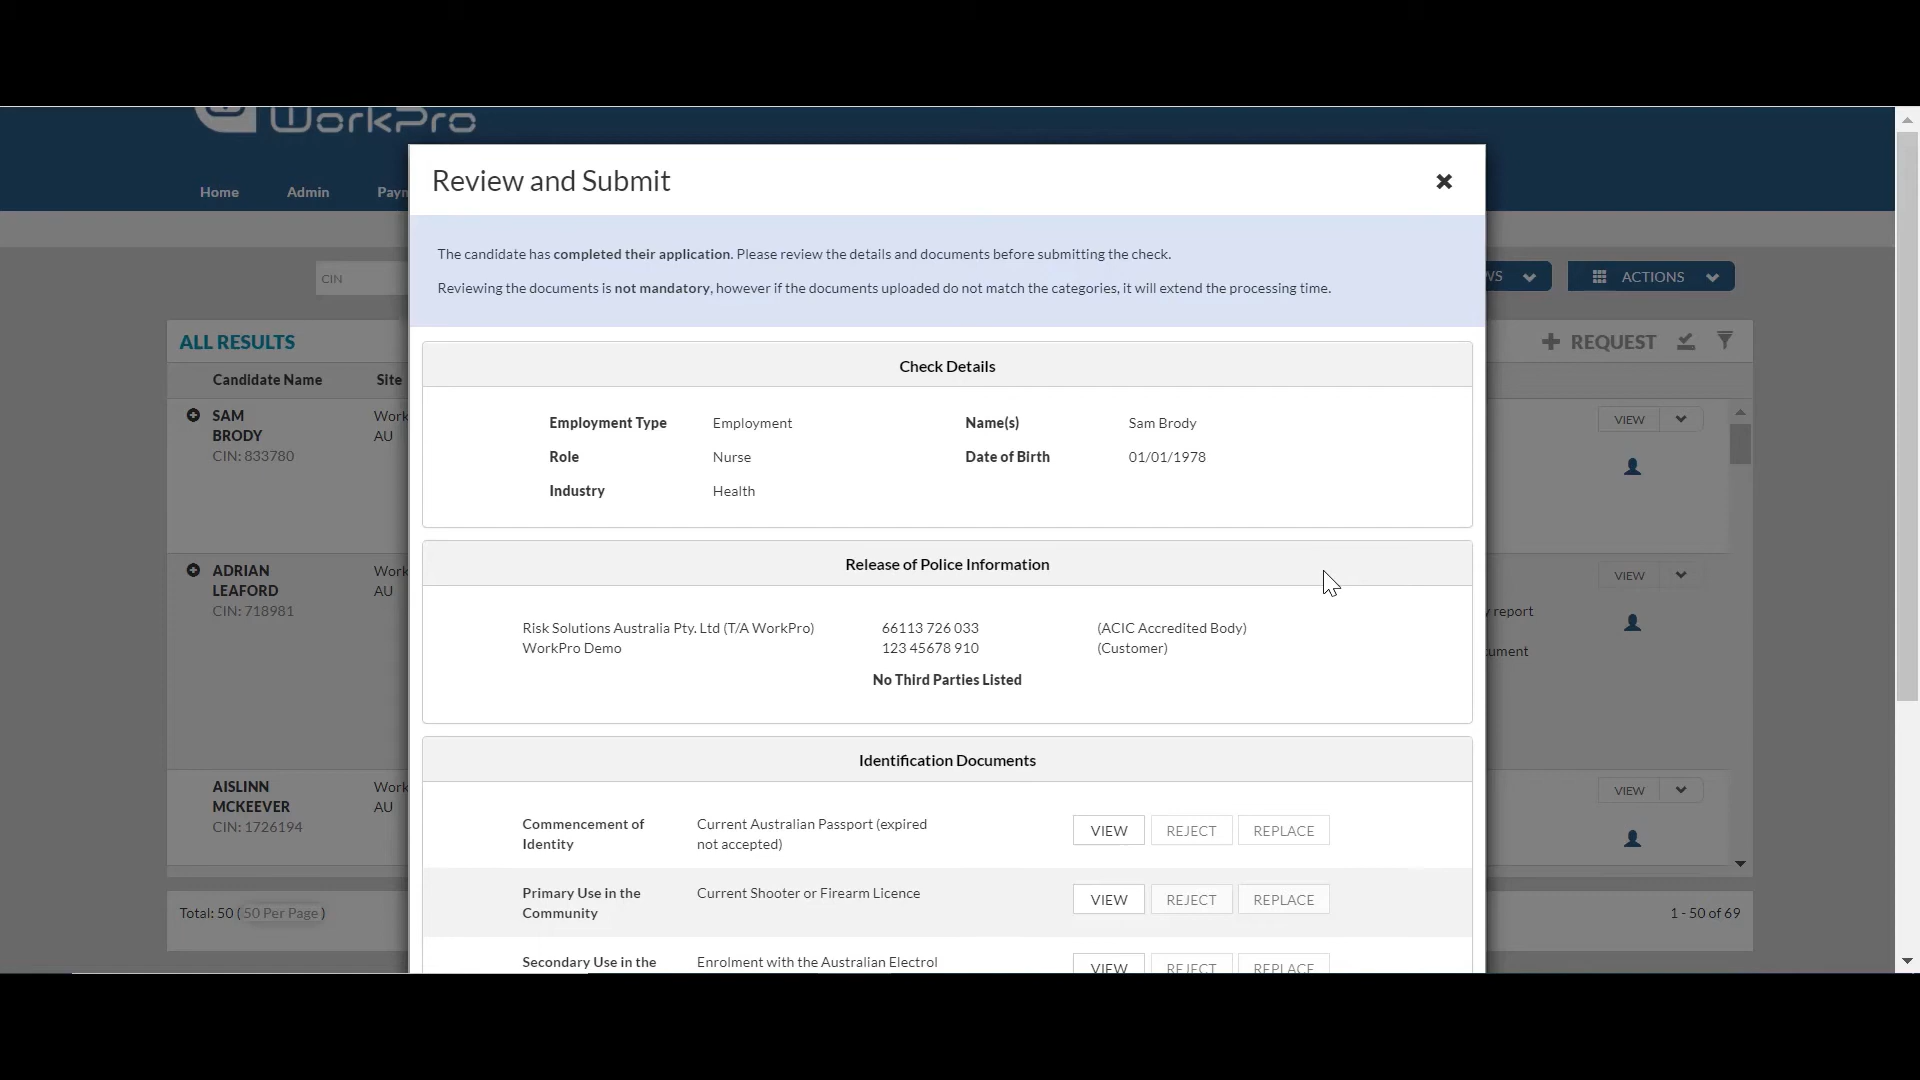 WorkPro
Home Admin
Review and Submit
The candidate has completed their application. Please review the details and documents before submitting the check.
Reviewing the documents is not mandatory, however if the documents uploaded do not match the categories, it will extend the processing time.
CIN
ACTIONS
ALL RESULTS
REQUEST
Candidate Name Site
SAM
BRODY
CIN: 833780
Work
AU
VIEW
ADRIAN
LEAFORD
CIN: 718981
Work
AU
VIEW
report
AISLINN
MCKEEVER
CIN: 1726194
Work
AU
VIEW
Total: 50 (50 Per Page)
1 - 50 of 69
Check Details
Employment Type Employment Name(s) Sam Brody
Role Nurse Date of Birth 01/01/1978
Industry Health
Release of Police Information
Risk Solutions Australia Pty. Ltd (T/A WorkPro) 66113 726 033 (ACIC Accredited Body)
WorkPro Demo 123 45678 910 (Customer)
No Third Parties Listed
Identification Documents
Commencement of Current Australian Passport (expired VIEW REJECT REPLACE
Identity not accepted)
Primary Use in the Current Shooter or Firearm Licence VIEW REJECT REPLACE
Community
Secondary Use in the Enrolment with the Australian Electrol VIEW REJECT REPLACE